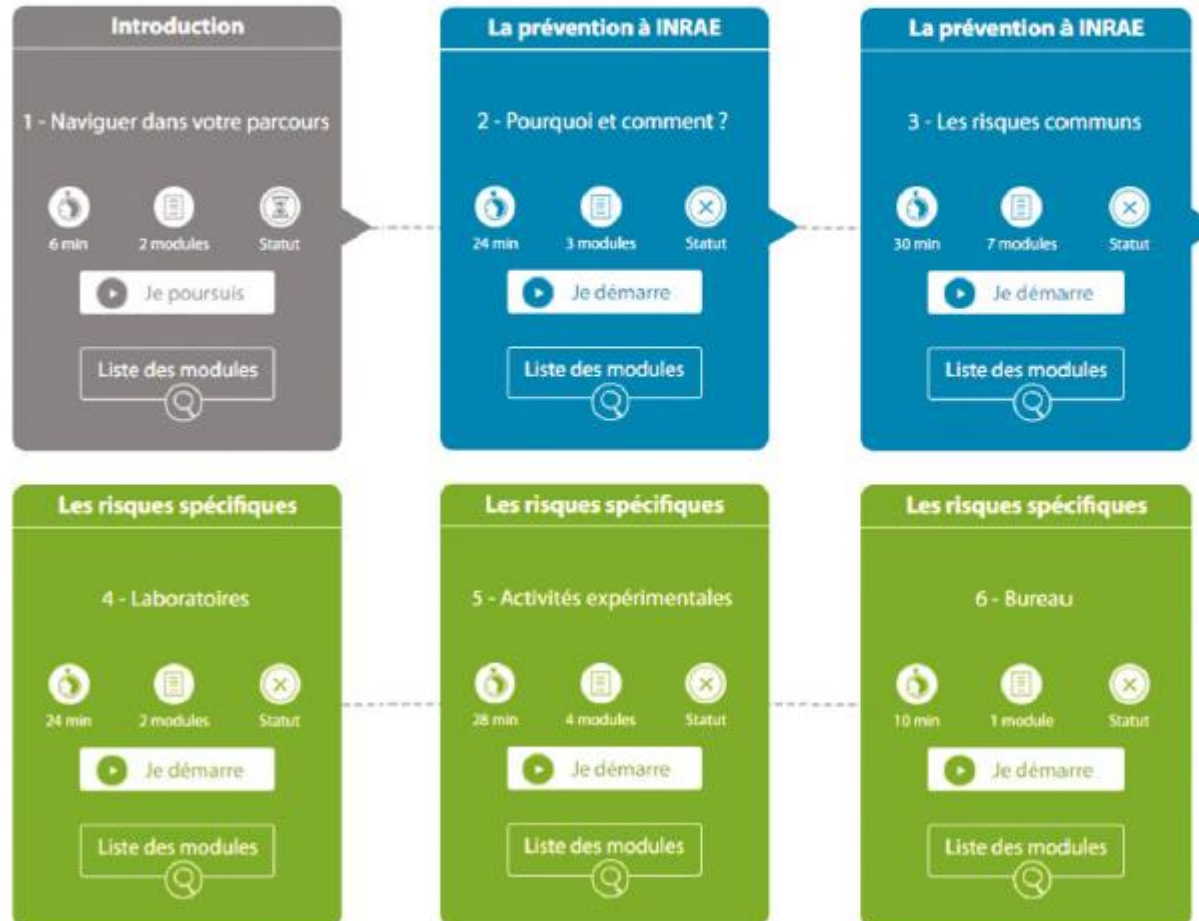 Introduction
1 - Naviguer dans votre parcours
6 min
2 modules
Statut
Je poursuis
Liste des modules
La prévention à INRAE
2 - Pourquoi et comment ?
24 min
3 modules
Statut
Je démarre
Liste des modules
La prévention à INRAE
3 - Les risques communs
30 min
7 modules
Statut
Je démarre
Liste des modules
Les risques spécifiques
4 - Laboratoires
24 min
2 modules
Statut
Je démarre
Liste des modules
Les risques spécifiques
5 - Activités expérimentales
28 min
4 modules
Statut
Je démarre
Liste des modules
Les risques spécifiques
6 - Bureau
10 min
1 module
Statut
Je démarre
Liste des modules